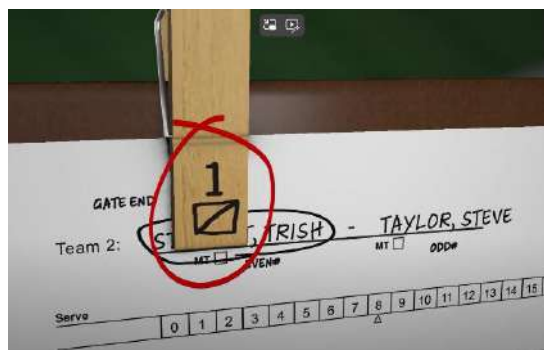 1
GATE END
Team 2: TRISH - TAYLOR, STEVE
MT EVEN# MT ODD#
Serve 0 1 2 3 4 5 6 7 8 9 10 11 12 13 14 15